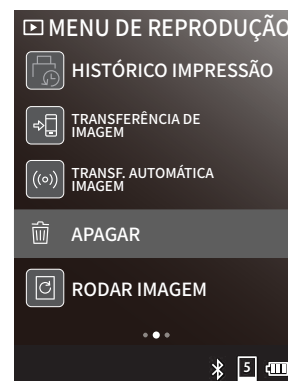 MENU DE REPRODUÇÃO
HISTÓRICO IMPRESSÃO
TRANSFERÊNCIA DE
IMAGEM
TRANSF. AUTOMÁTICA
IMAGEM
APAGAR
RODAR IMAGEM
5